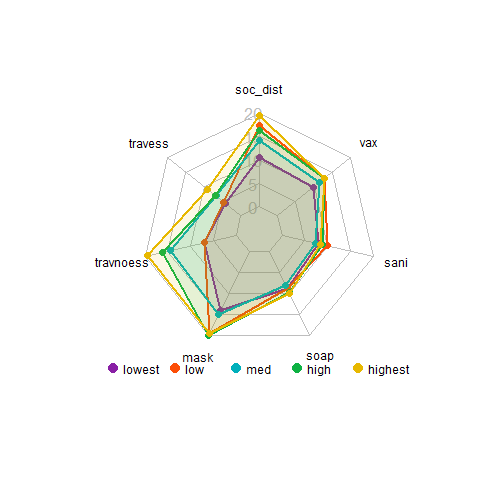 soc_dist
20
travess
vax
5
0
travnoess
sani
mask
soap
lowest
low
med
high
highest